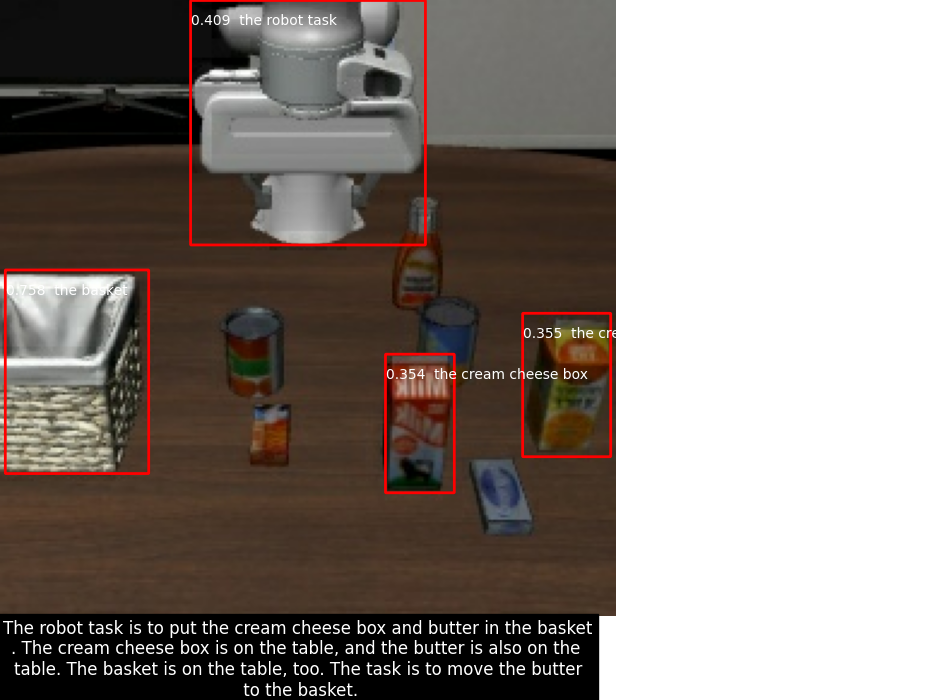 0.409 the robot task
0.758 the basket
0.355 the cre
0.354 the cream cheese box
The robot task is to put the cream cheese box and butter in the basket
. The cream cheese box is on the table, and the butter is also on the
table. The basket is on the table, too. The task is to move the butter
to the basket.